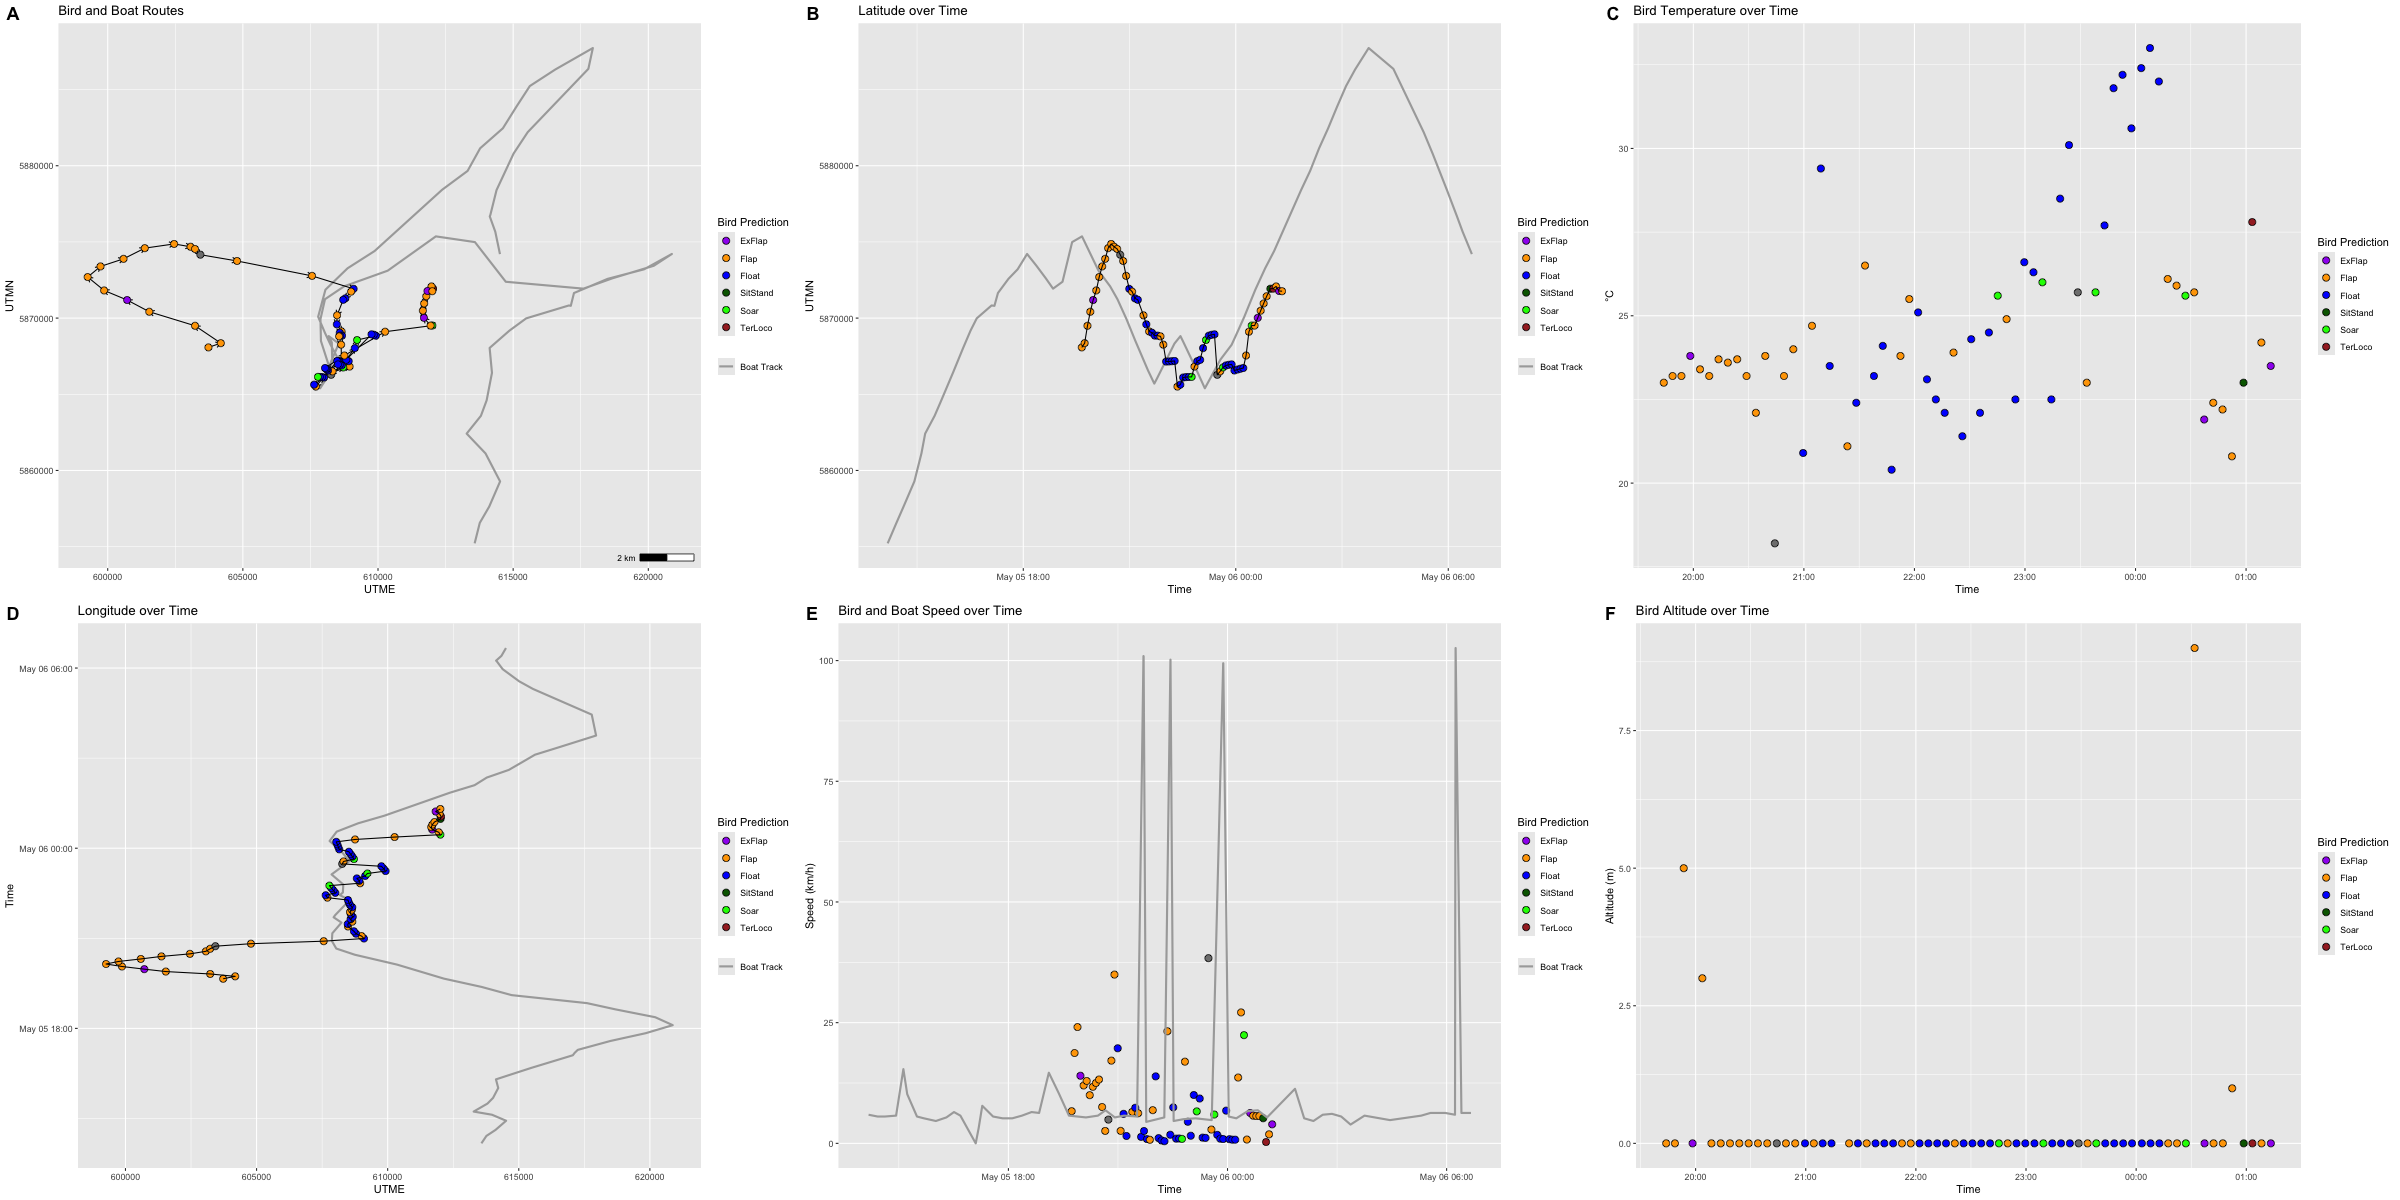 A Bird and Boat Routes
UTMN
5880000
5870000
5860000
600000 605000 610000 615000 620000
UTME
2 km
Bird Prediction
ExFlap
Flap
Float
SitStand
Soar
TerLoco
Boat Track
B Latitude over Time
UTMN
5880000
5870000
5860000
May 05 18:00 May 06 00:00 May 06 06:00
Time
Bird Prediction
ExFlap
Flap
Float
SitStand
Soar
TerLoco
Boat Track
C Bird Temperature over Time
°C
30
25
20
20:00 21:00 22:00 23:00 00:00 01:00
Time
Bird Prediction
ExFlap
Flap
Float
SitStand
Soar
TerLoco
D Longitude over Time
Time
May 06 06:00
May 06 00:00
May 05 18:00
600000 605000 610000 615000 620000
UTME
Bird Prediction
ExFlap
Flap
Float
SitStand
Soar
TerLoco
Boat Track
E Bird and Boat Speed over Time
Speed (km/h)
100
75
50
25
0
May 05 18:00 May 06 00:00 May 06 06:00
Time
Bird Prediction
ExFlap
Flap
Float
SitStand
Soar
TerLoco
Boat Track
F Bird Altitude over Time
Altitude (m)
7.5
5.0
2.5
0.0
20:00 21:00 22:00 23:00 00:00 01:00
Time
Bird Prediction
ExFlap
Flap
Float
SitStand
Soar
TerLoco